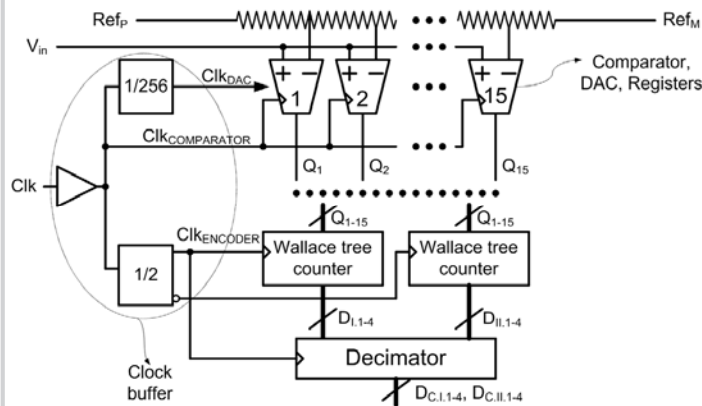 Ref_P
Ref_M
V_in
1/256
Clk_DAC
+ -
1
+ -
2
+ -
15
Comparator,
DAC, Registers
Clk_COMPARATOR
Q_1
Q_2
Q_15
Clk
Q_1-15
Q_1-15
Clk_ENCODER
1/2
Wallace tree
counter
Wallace tree
counter
D_I.1-4
D_II.1-4
Decimator
Clock
buffer
D_C.I.1-4, D_C.II.1-4